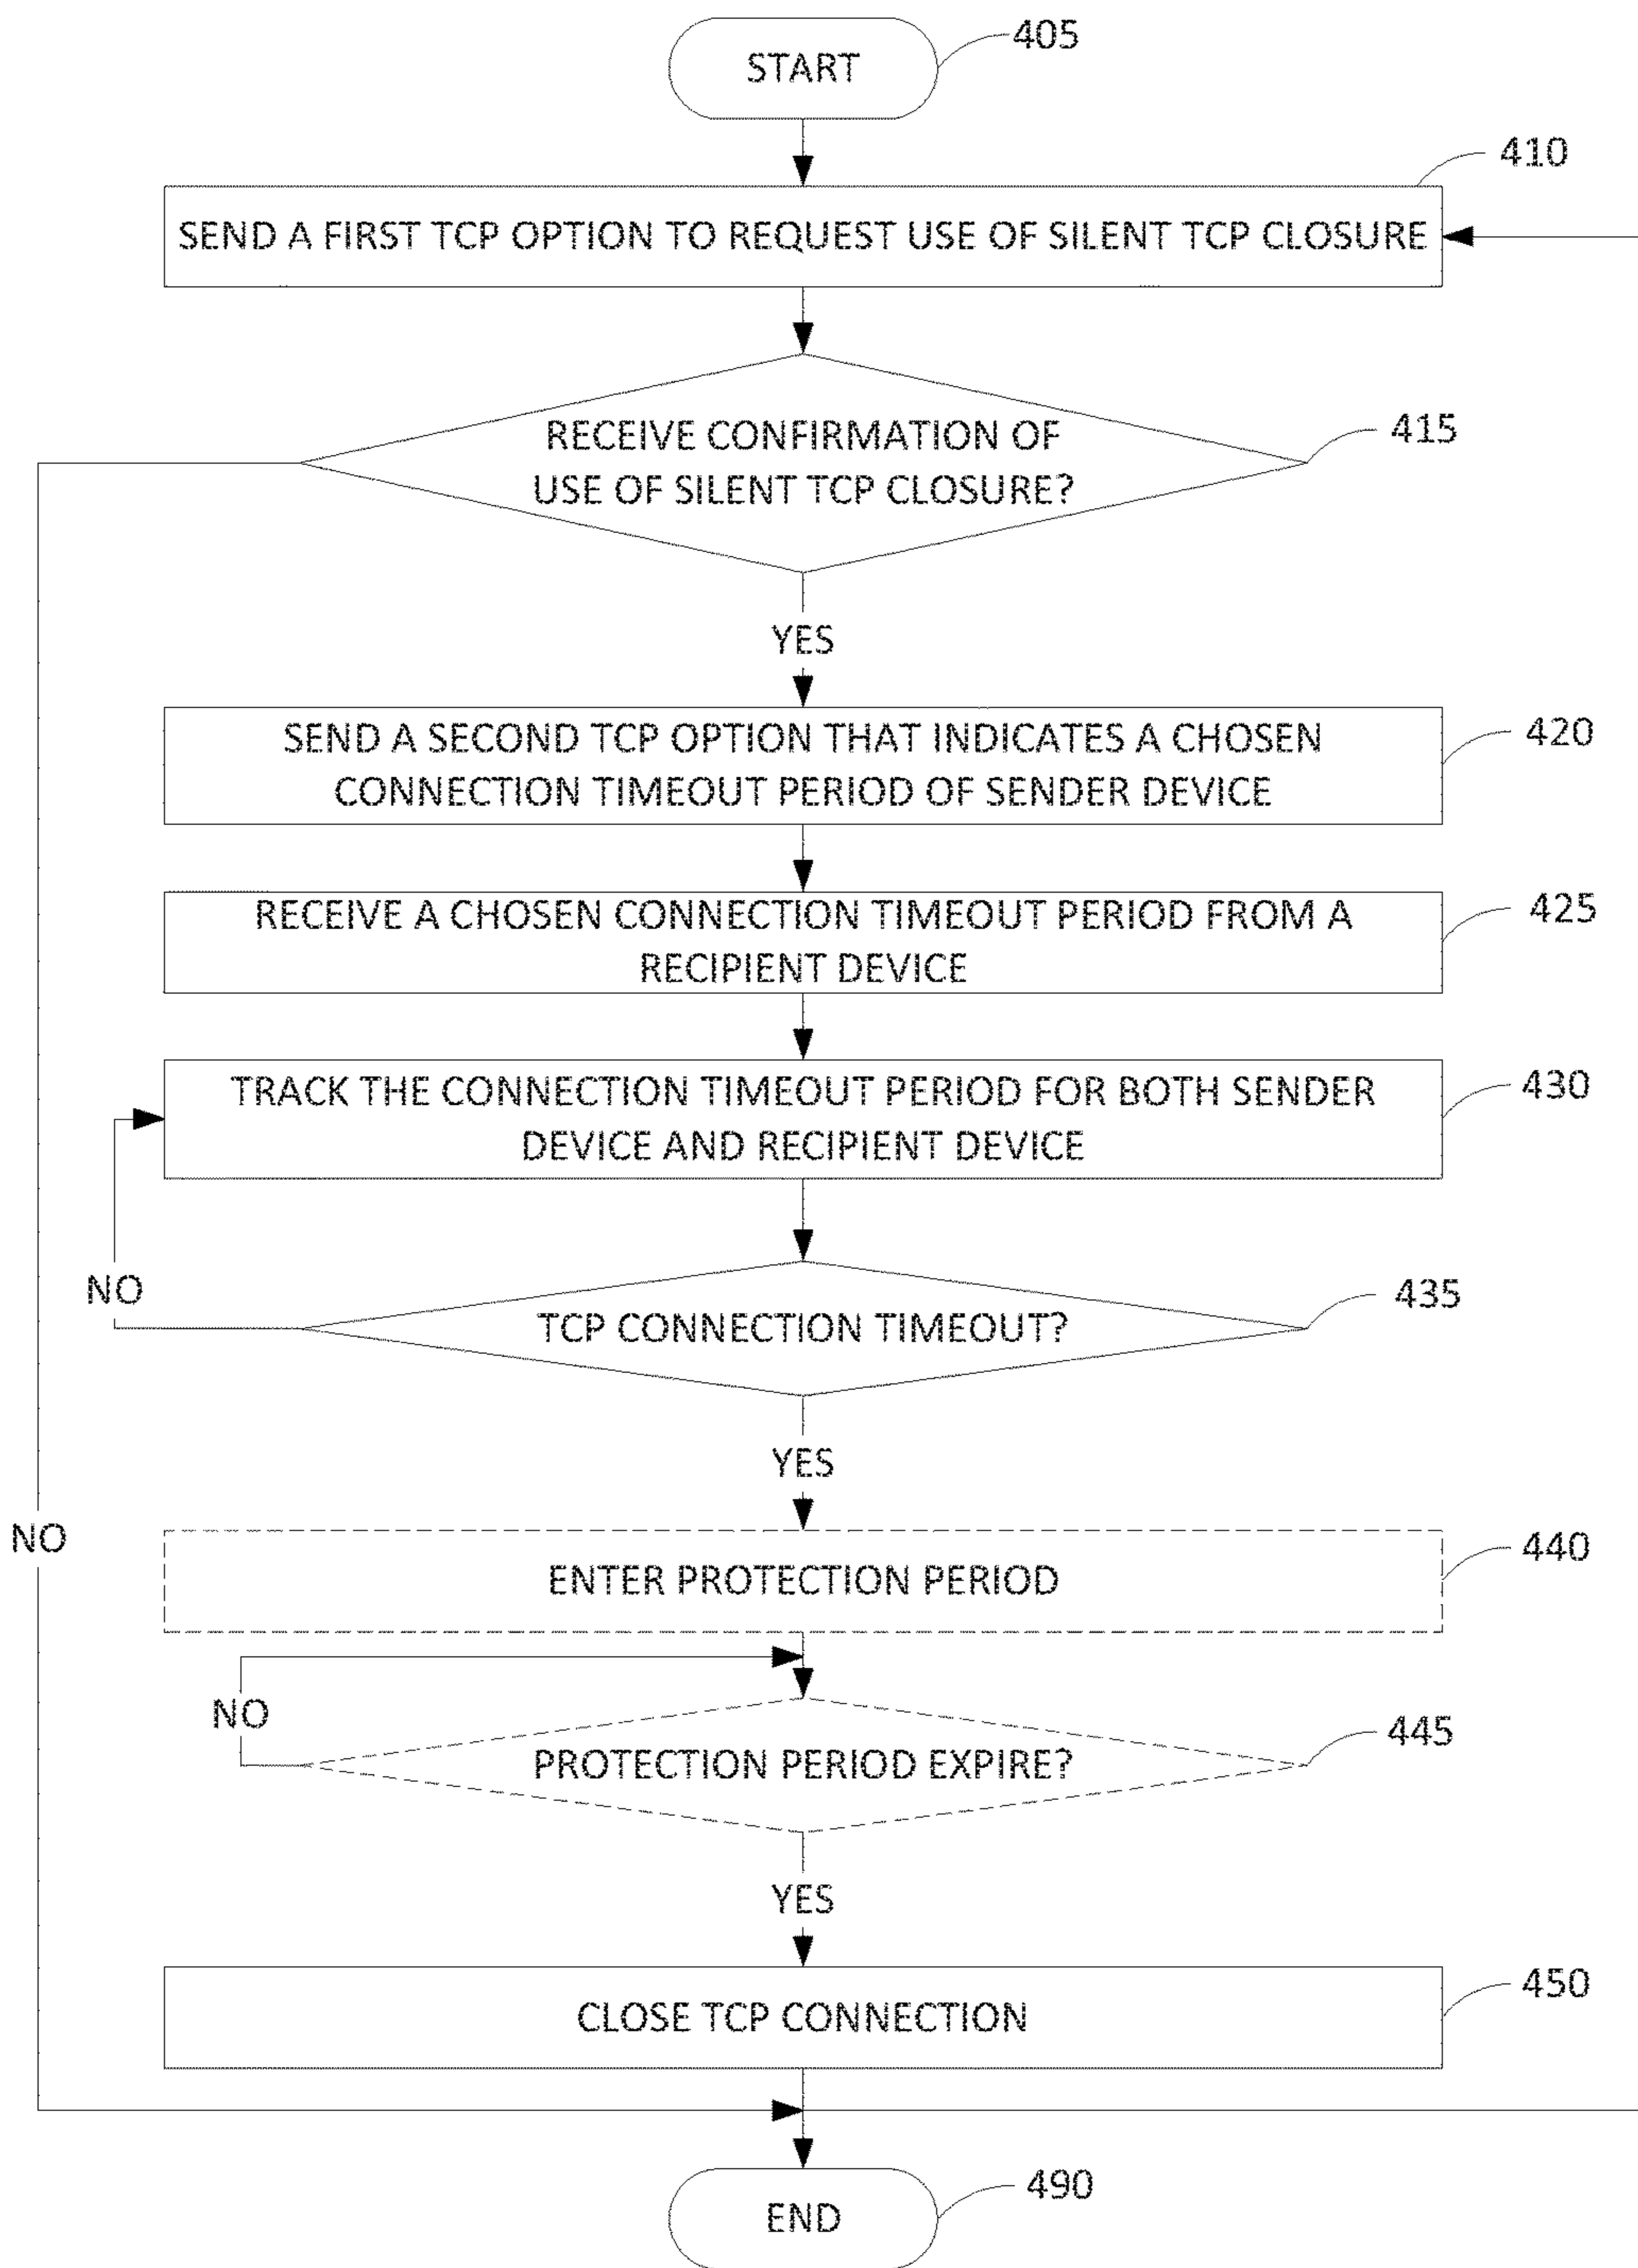 START
405
410
SEND A FIRST TCP OPTION TO REQUEST USE OF SILENT TCP CLOSURE
RECEIVE CONFIRMATION OF
USE OF SILENT TCP CLOSURE?
415
YES
SEND A SECOND TCP OPTION THAT INDICATES A CHOSEN
CONNECTION TIMEOUT PERIOD OF SENDER DEVICE
420
RECEIVE A CHOSEN CONNECTION TIMEOUT PERIOD FROM A
RECIPIENT DEVICE
425
TRACK THE CONNECTION TIMEOUT PERIOD FOR BOTH SENDER
DEVICE AND RECIPIENT DEVICE
430
NO
TCP CONNECTION TIMEOUT?
435
YES
NO
ENTER PROTECTION PERIOD
440
NO
PROTECTION PERIOD EXPIRE?
445
YES
CLOSE TCP CONNECTION
450
END
490